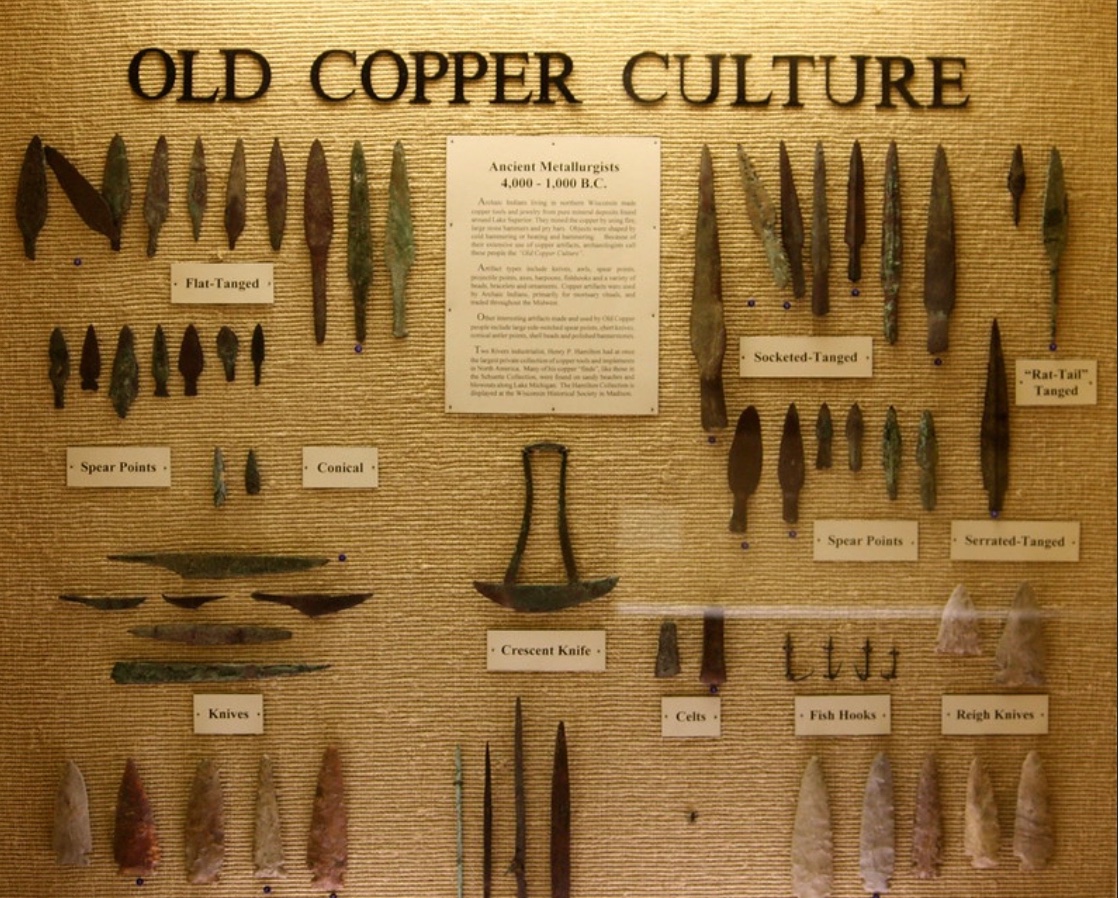 OLD COPPER CULTURE
Ancient Metallurgists
4,000 - 1,000 B.C.
Archaic Indians living in northern Wisconsin made
copper tools and jewelry from pure mineral deposits found
around Lake Superior. They mined the copper by using fire,
large stone hammers and pry bars. Objects were shaped by
cold hammering or heating and hammering. Because of
their extensive use of copper artifacts, archaeologists call
these people the "Old Copper Culture".
Artifact types include knives, awls, spear points,
projectile points, axes, harpoons, fishhooks and a variety of
beads, bracelets and ornaments. Copper artifacts were used
by Archaic Indians, primarily for mortuary rituals, and
traded throughout the Midwest.
Other interesting artifacts made and used by Old Copper
people include large side-notched spear points, chert knives,
conical antler points, shell beads and polished bannerstones.
Two Rivers industrialist, Henry P. Hamilton had at once
the largest private collection of copper tools and implements
in North America. Many of his copper "finds", like those in
the Schuette Collection, were found on sandy beaches and
blowouts along Lake Michigan. The Hamilton Collection is
displayed at the Wisconsin Historical Society in Madison.
Flat-Tanged
Socketed-Tanged
"Rat-Tail"
Tanged
Spear Points
Conical
Spear Points
Serrated-Tanged
Crescent Knife
Knives
Celts
Fish Hooks
Reigh Knives